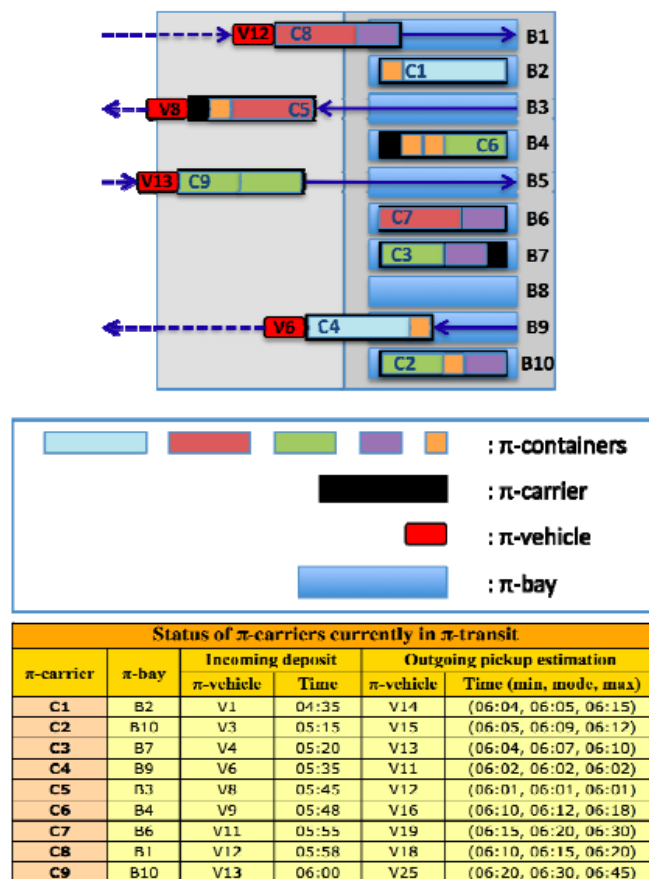 V12 C8 B1
C1 B2
V8 C5 B3
C6 B4
V13 C9 B5
C7 B6
C3 B7
B8
V6 C4 B9
C2 B10
: π-containers
: π-carrier
: π-vehicle
: π-bay
Status of π-carriers currently in π-transit
π-carrier π-bay Incoming deposit Outgoing pickup estimation
π-vehicle Time π-vehicle Time (min, mode, max)
C1 B2 V1 04:35 V14 (06:04, 06:05, 06:15)
C2 B10 V3 05:15 V15 (06:05, 06:09, 06:12)
C3 B7 V4 05:20 V13 (06:04, 06:07, 06:10)
C4 B9 V6 05:35 V11 (06:02, 06:02, 06:02)
C5 B3 V8 05:45 V12 (06:01, 06:01, 06:01)
C6 B4 V9 05:48 V16 (06:10, 06:12, 06:18)
C7 B6 V11 05:55 V19 (06:15, 06:20, 06:30)
C8 B1 V12 05:58 V18 (06:10, 06:15, 06:20)
C9 B10 V13 06:00 V25 (06:20, 06:30, 06:45)